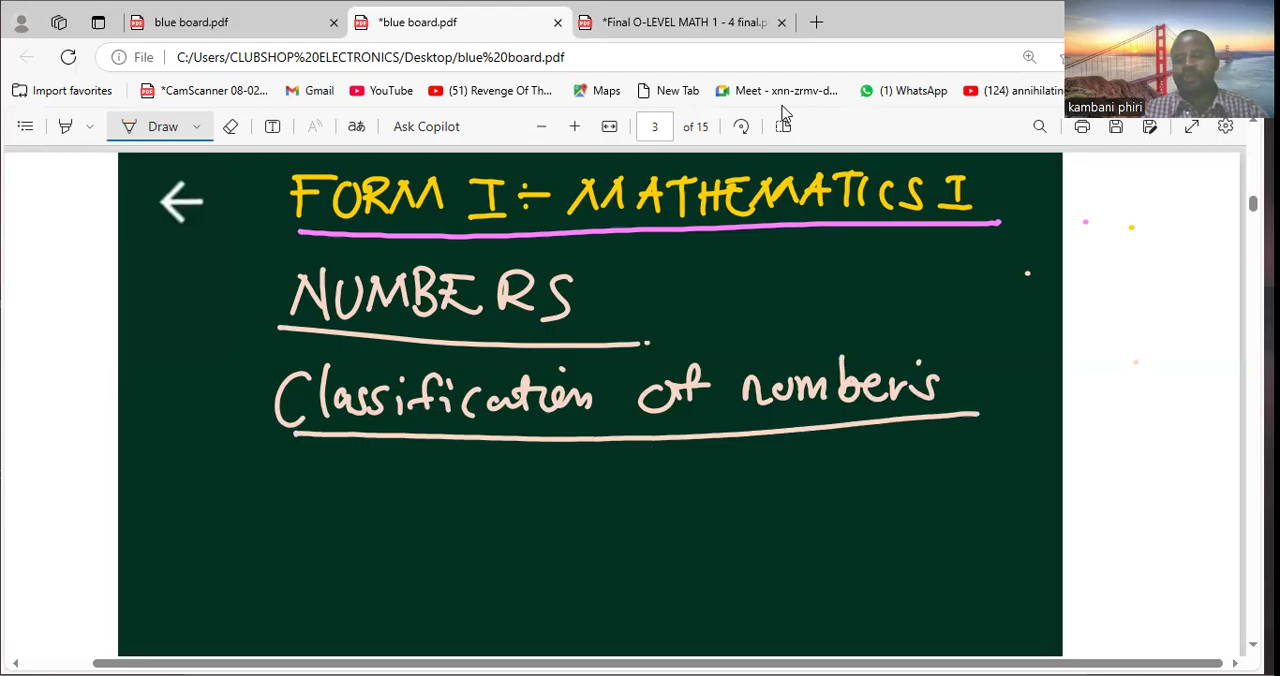 blue board.pdf
*blue board.pdf
*Final O-LEVEL MATH 1 - 4 final.p
File
C:/Users/CLUBSHOP%20ELECTRONICS/Desktop/blue%20board.pdf
Import favorites
*CamScanner 08-02...
Gmail
YouTube
(51) Revenge Of Th...
Maps
New Tab
Meet - xnn-zrmv-d...
(1) WhatsApp
(124) annihilatin
kambani phiri
Draw
Ask Copilot
3 of 15
FORM I :- MATHEMATICS I
NUMBERS
Classification of number's